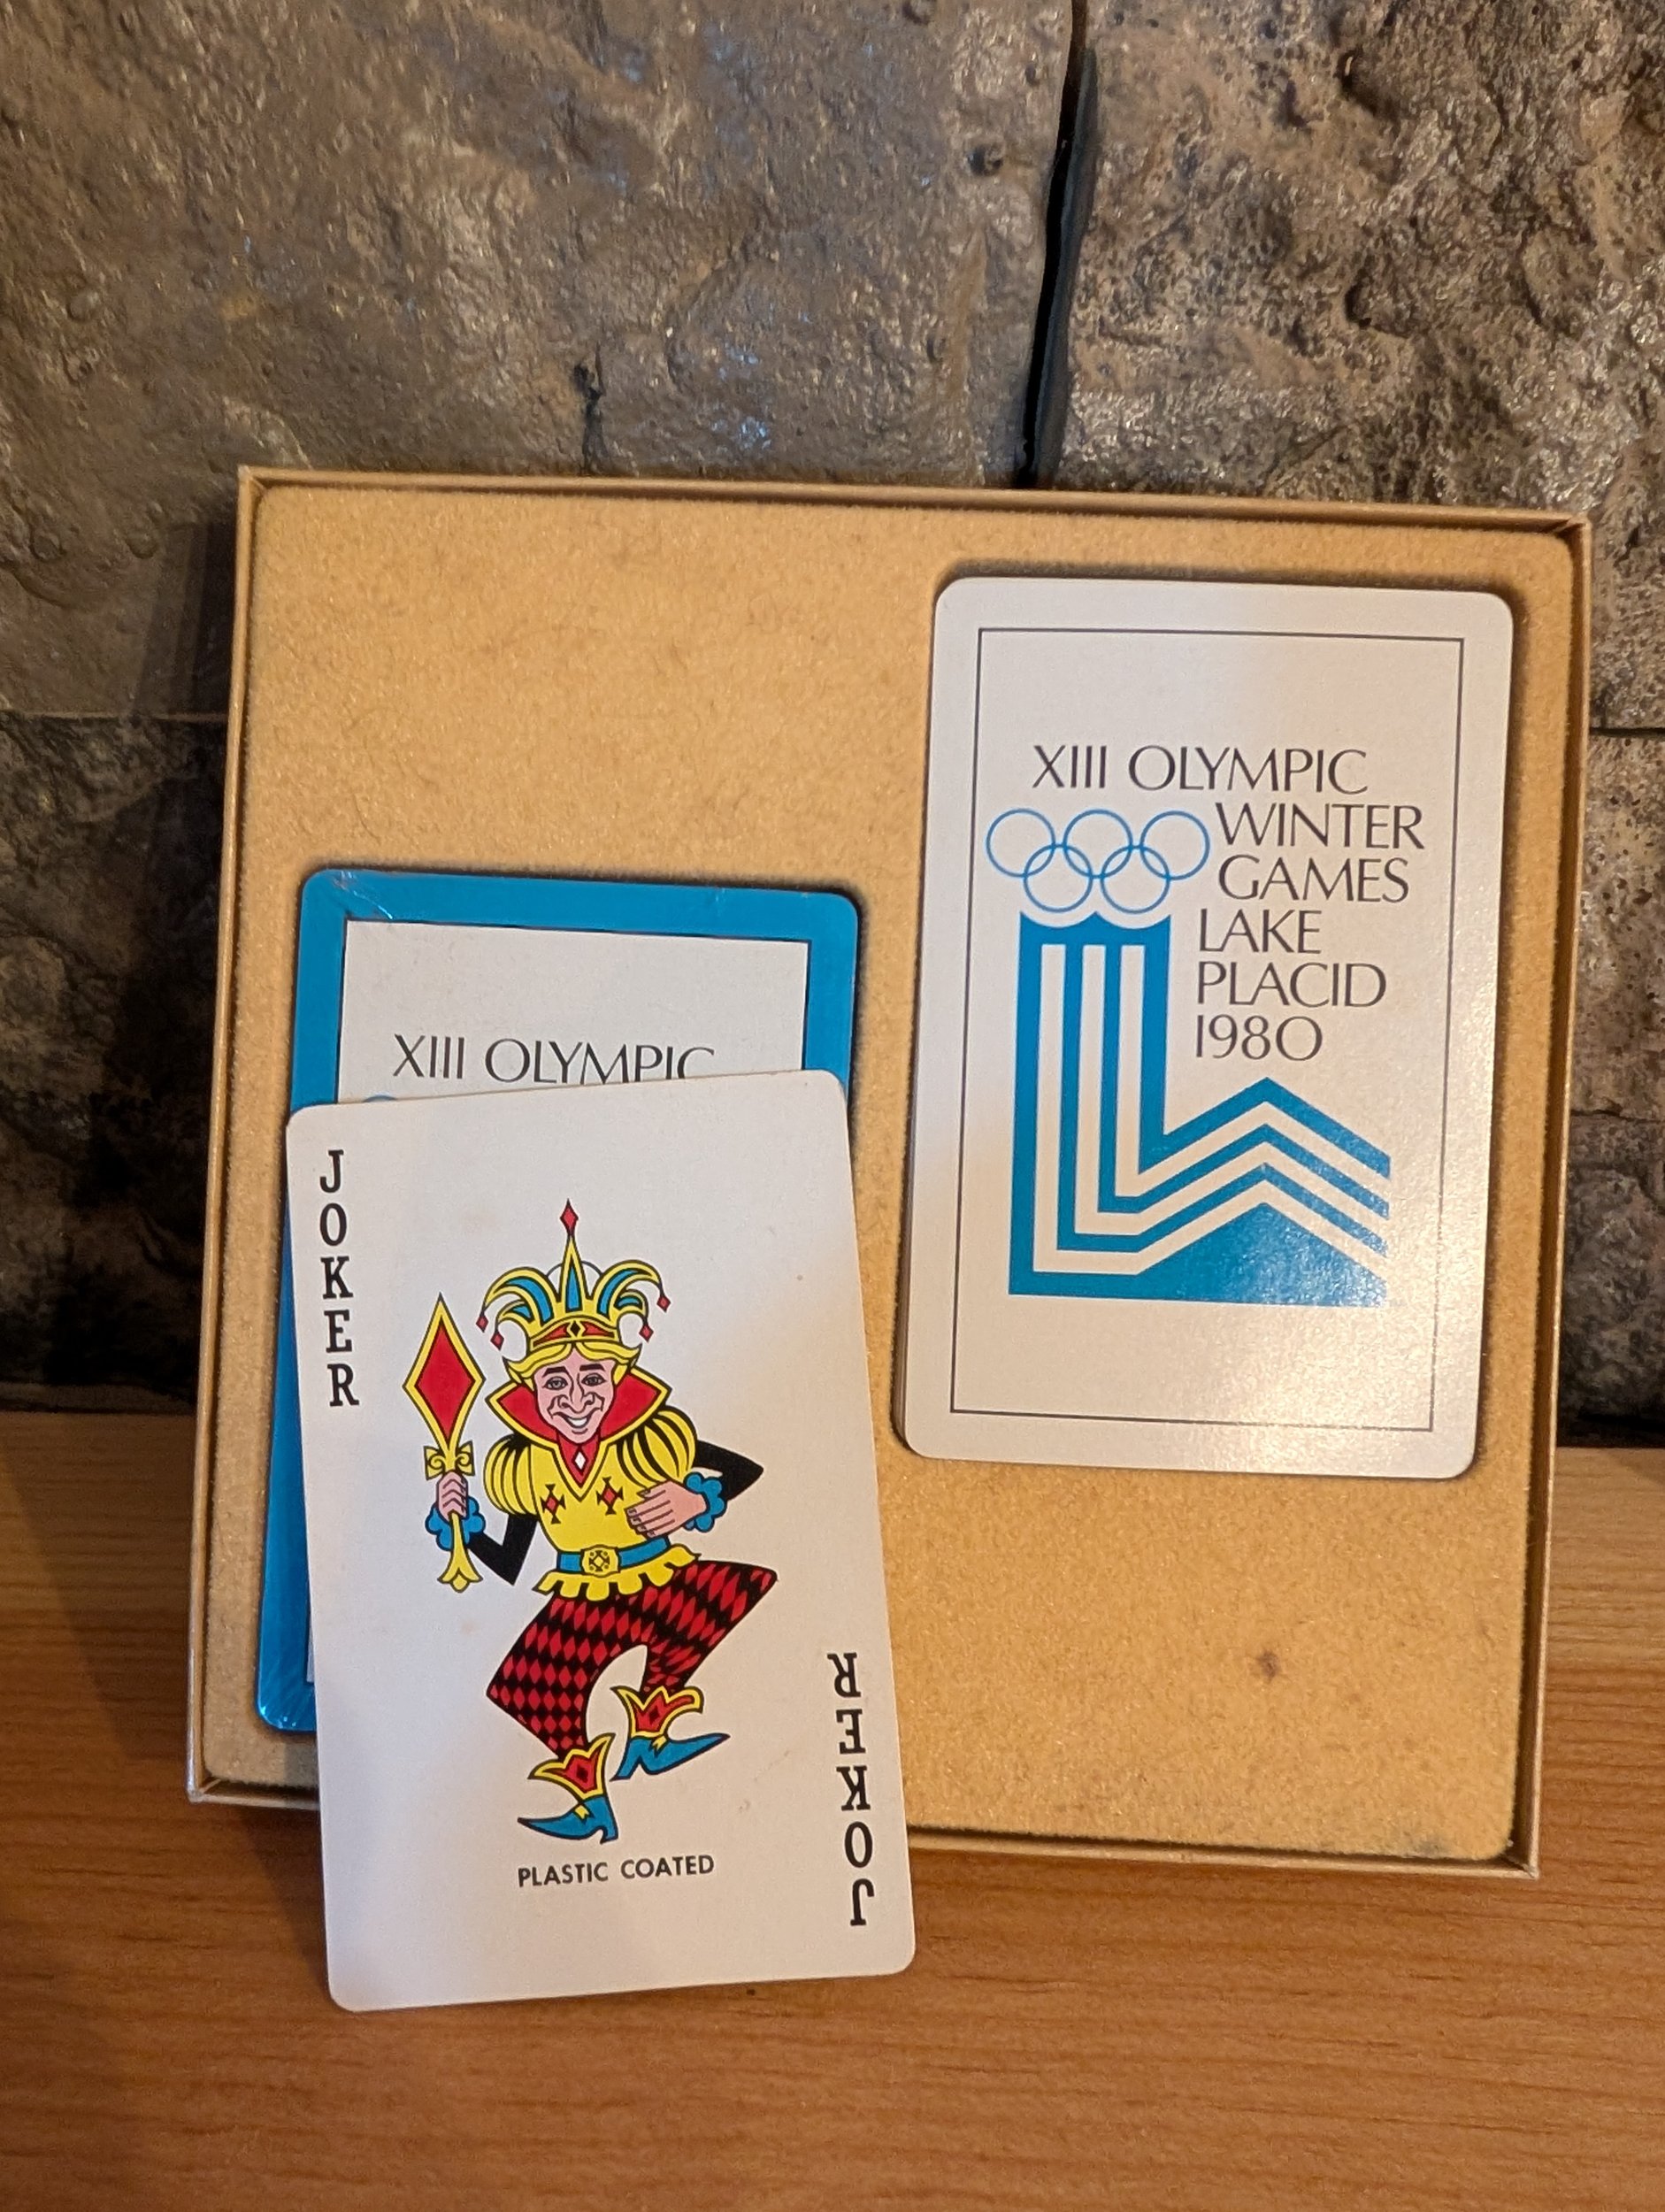 XIII OLYMPIC
WINTER
GAMES
LAKE
PLACID
1980
XIII OLYMPIC
JOKER
PLASTIC COATED
JOKER